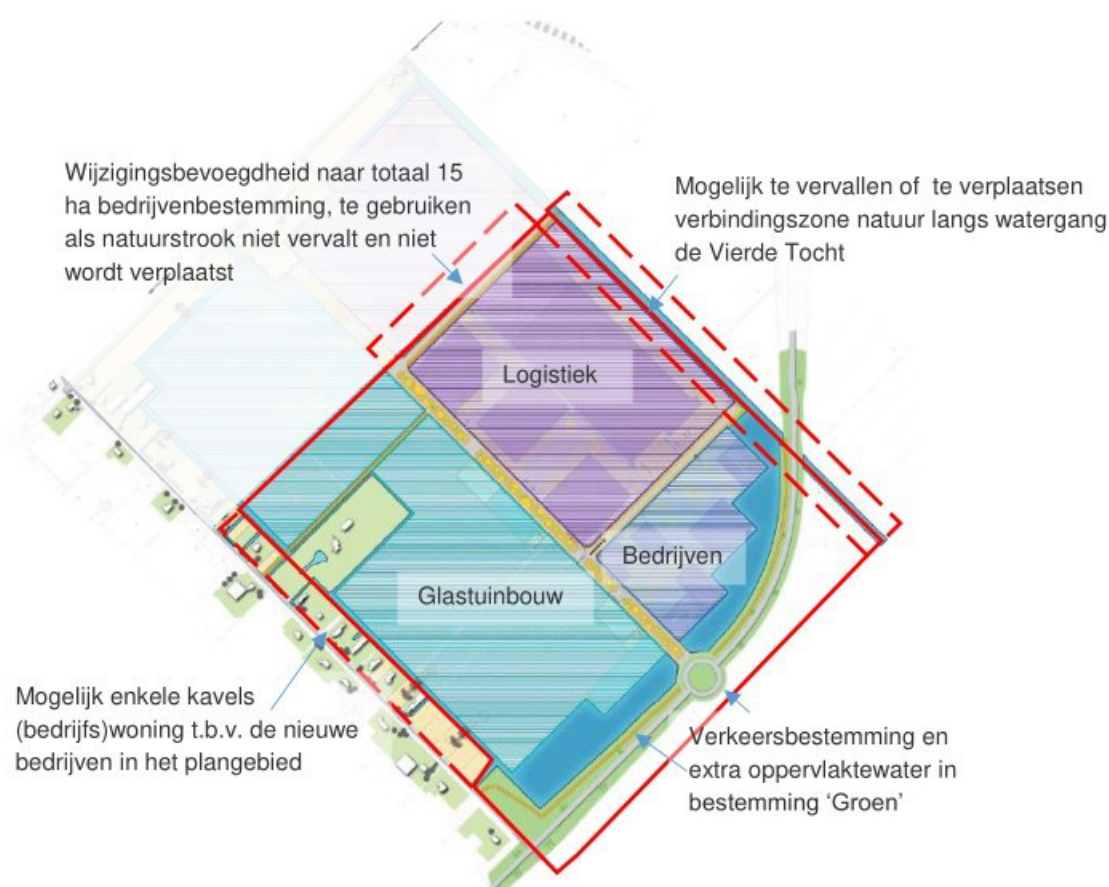 Wijzigingsbevoegdheid naar totaal 15
ha bedrijvenbestemming, te gebruiken
als natuurstrook niet vervalt en niet
wordt verplaatst
Mogelijk te vervallen of te verplaatsen
verbindingszone natuur langs watergang
de Vierde Tocht
Logistiek
Bedrijven
Glastuinbouw
Mogelijk enkele kavels
(bedrijfs)woning t.b.v. de nieuwe
bedrijven in het plangebied
Verkeersbestemming en
extra oppervlaktewater in
bestemming ‘Groen’